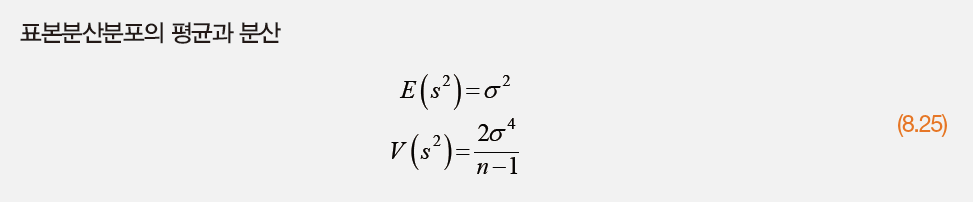 표본분산분포의 평균과 분산
E(s²)=σ²
(8.25)
V(s²)=2σ⁴/(n−1)